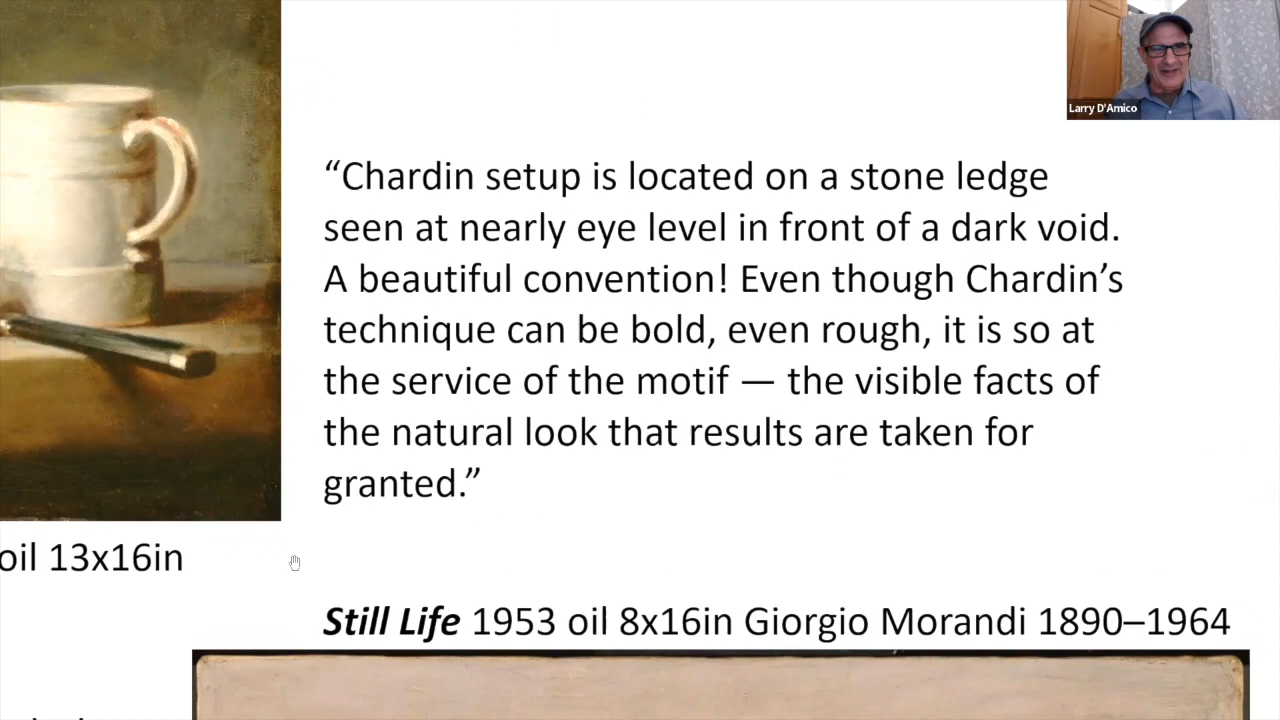 Larry D'Amico
“Chardin setup is located on a stone ledge
seen at nearly eye level in front of a dark void.
A beautiful convention! Even though Chardin’s
technique can be bold, even rough, it is so at
the service of the motif — the visible facts of
the natural look that results are taken for
granted.”
oil 13x16in
Still Life 1953 oil 8x16in Giorgio Morandi 1890–1964